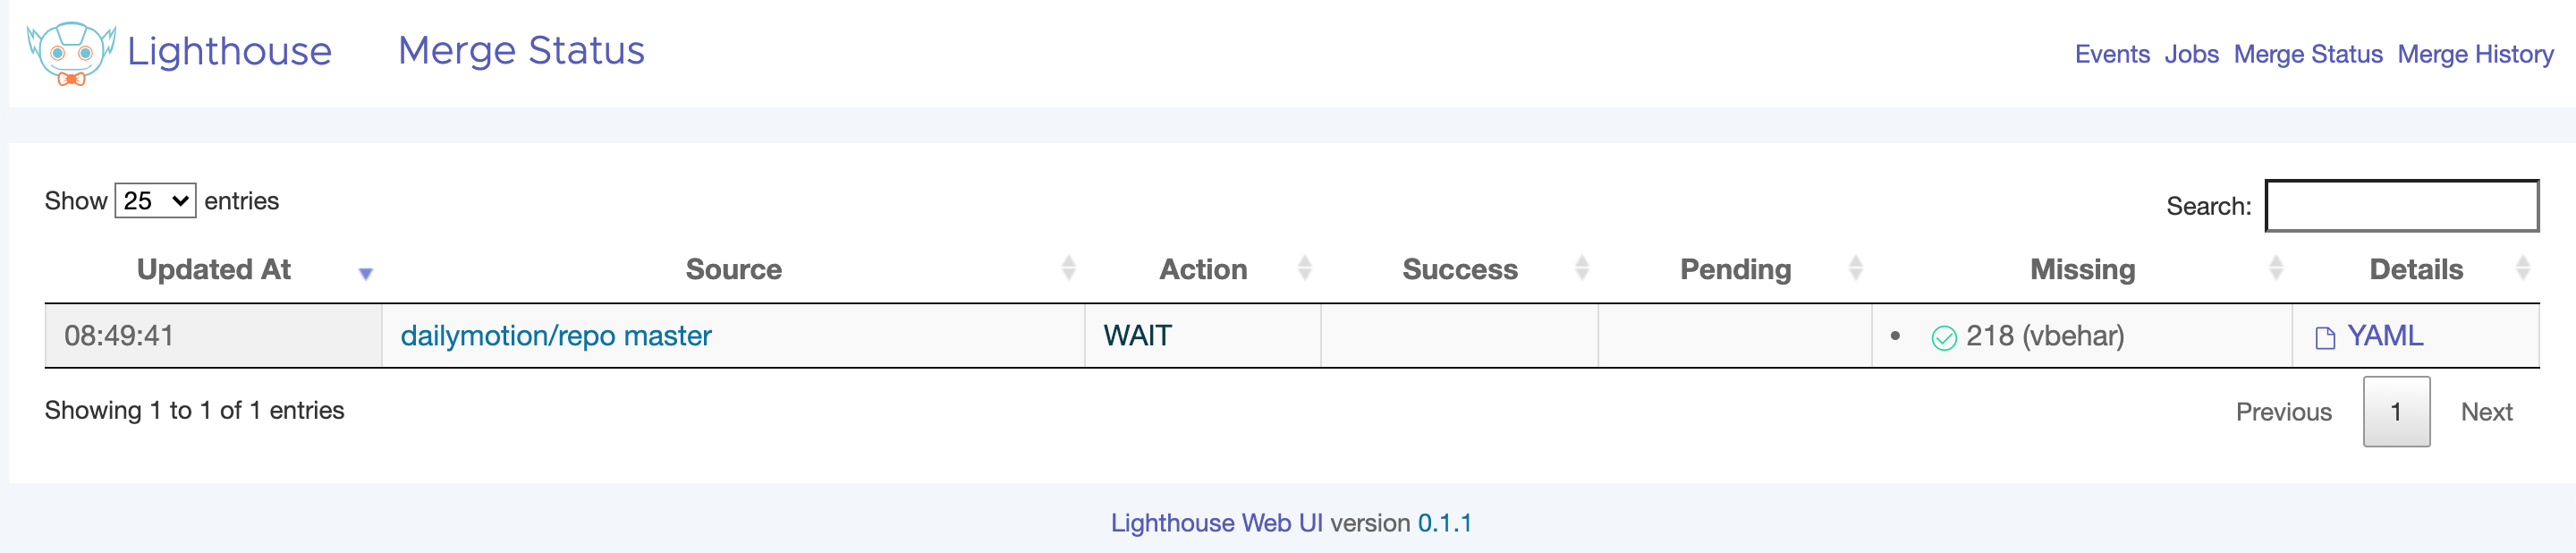 Lighthouse Merge Status Events Jobs Merge Status Merge History
Show 25 entries Search:
Updated At Source Action Success Pending Missing Details
08:49:41 dailymotion/repo master WAIT • 218 (vbehar) YAML
Showing 1 to 1 of 1 entries Previous 1 Next
Lighthouse Web UI version 0.1.1